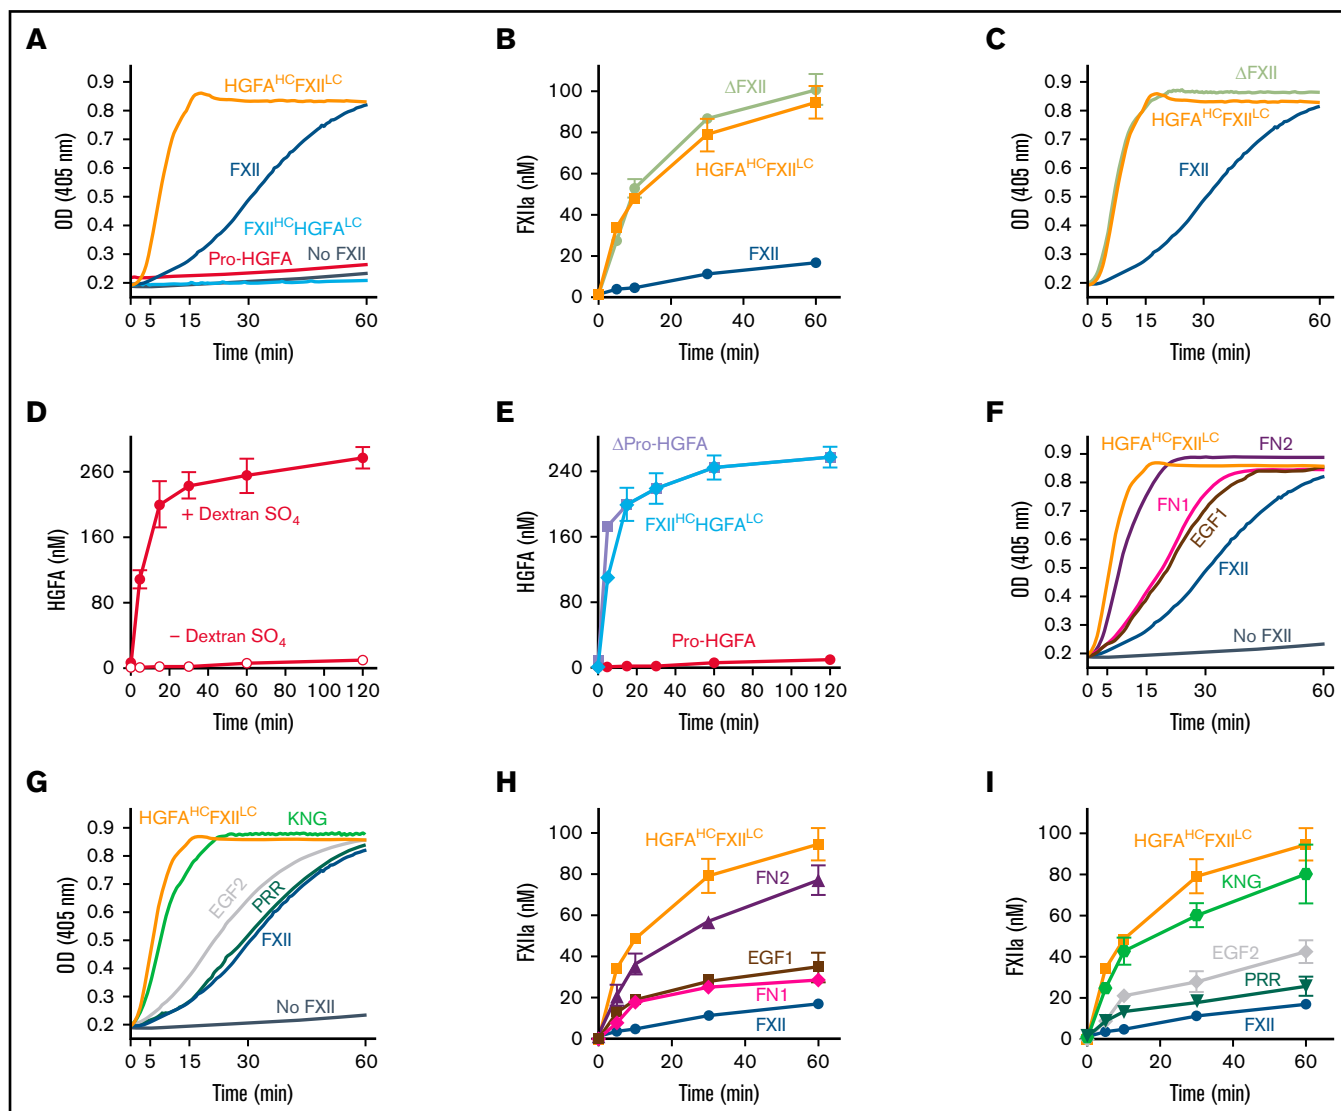 A
OD (405 nm)
0.9
0.8
0.6
0.5
0.3
0.2
HGFA^HC FXII^LC
FXII
FXII^HC HGFA^LC
No FXII
Pro-HGFA
0 5 15 30 60
Time (min)
B
FXIIa (nM)
100
80
60
40
20
0
ΔFXII
HGFA^HC FXII^LC
FXII
0 20 40 60
Time (min)
C
OD (405 nm)
0.9
0.8
0.6
0.5
0.3
0.2
ΔFXII
HGFA^HC FXII^LC
FXII
0 5 15 30 60
Time (min)
D
HGFA (nM)
260
160
80
0
+ Dextran SO4
– Dextran SO4
0 20 40 60 80 100 120
Time (min)
E
HGFA (nM)
240
160
80
0
ΔPro-HGFA
FXII^HC HGFA^LC
Pro-HGFA
0 20 40 60 80 100 120
Time (min)
F
OD (405 nm)
0.9
0.8
0.7
0.5
0.4
0.3
0.2
HGFA^HC FXII^LC
FN2
FN1
EGF1
FXII
No FXII
0 5 15 30 60
Time (min)
G
OD (405 nm)
0.9
0.8
0.7
0.6
0.5
0.4
0.3
0.2
HGFA^HC FXII^LC
KNG
EGF2
PRR
FXII
No FXII
0 5 15 30 60
Time (min)
H
FXIIa (nM)
100
80
60
40
20
0
HGFA^HC FXII^LC
FN2
EGF1
FN1
FXII
0 20 40 60
Time (min)
I
FXIIa (nM)
100
80
60
40
20
0
HGFA^HC FXII^LC
KNG
EGF2
PRR
FXII
0 20 40 60
Time (min)